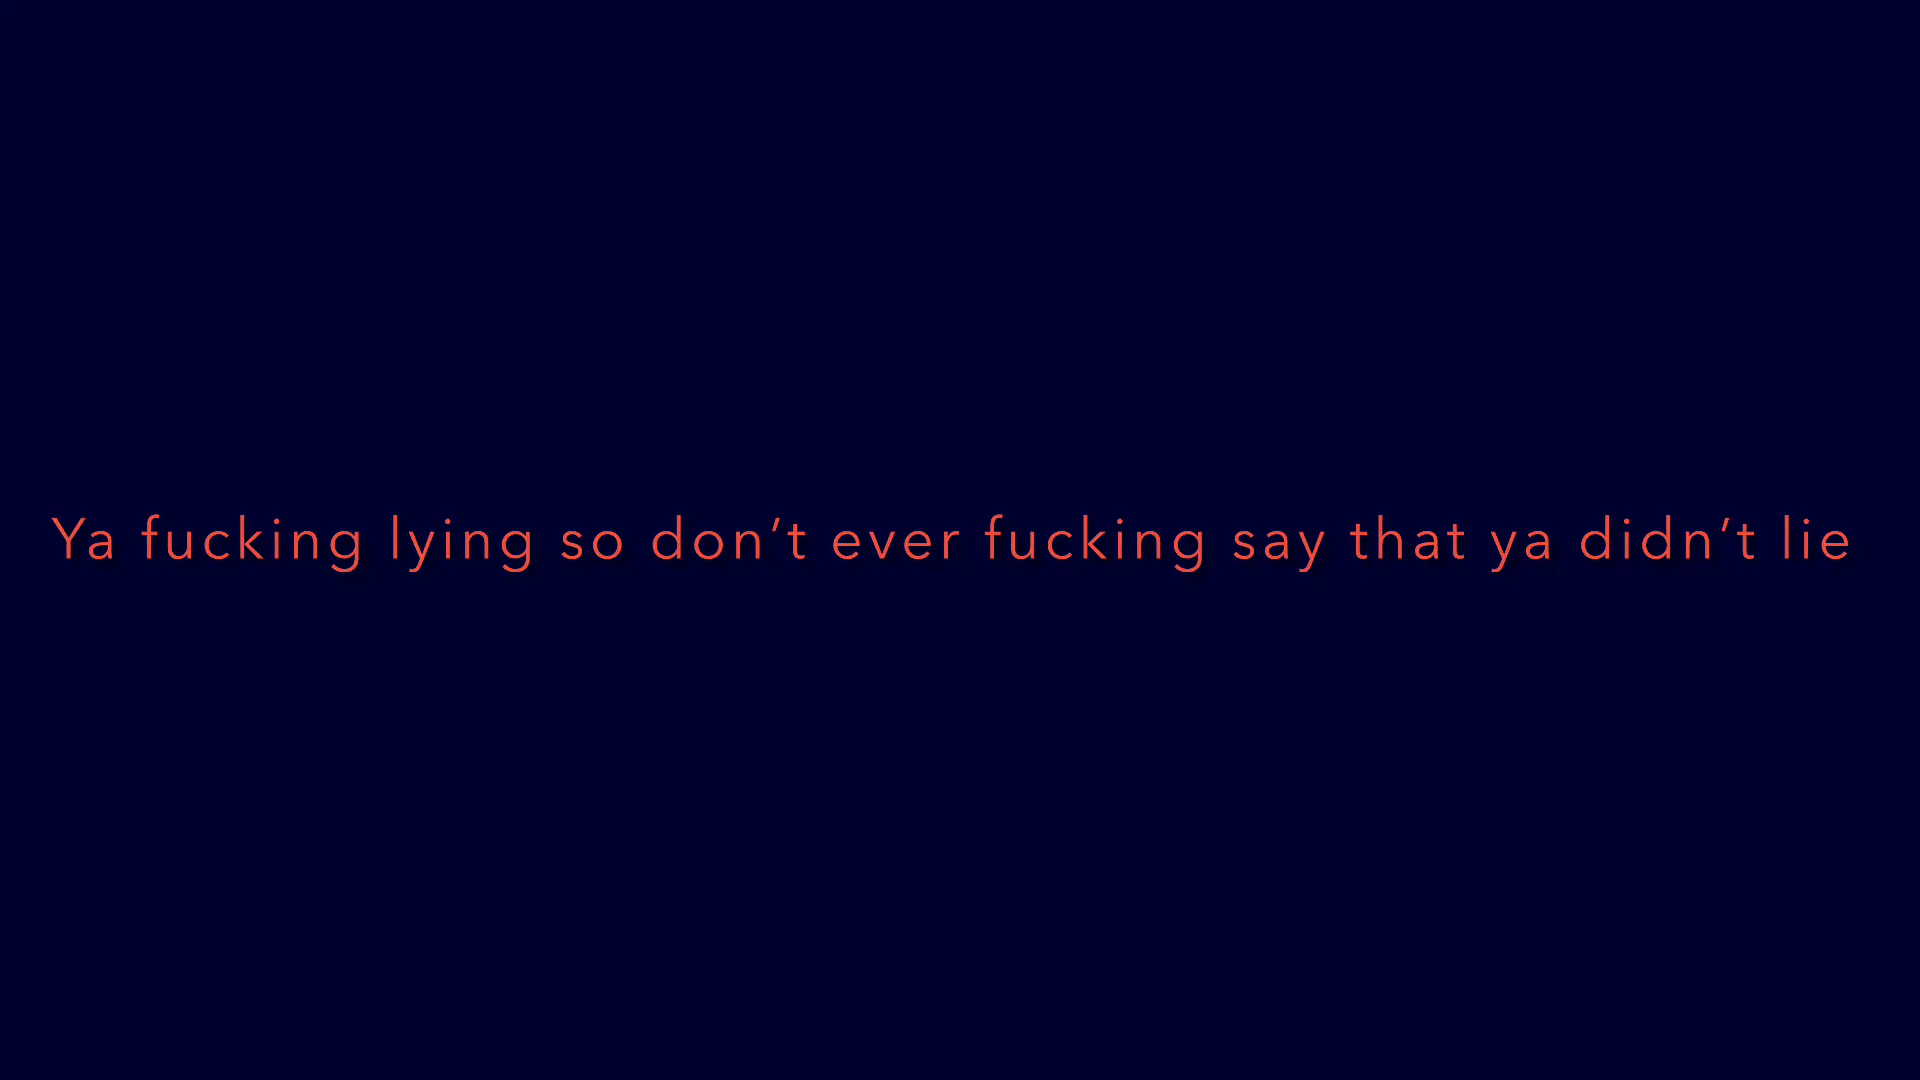 Ya fucking lying so don’t ever fucking say that ya didn’t lie